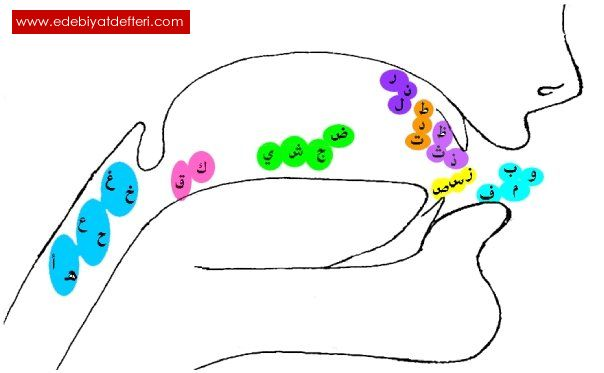 www.edebiyatdefteri.com
ر
ن
ل
ط
د
ت
ظ
ذ
ث
ض
ج
ش
ي
ك
ق
ز
س
ص
و
ب
م
ف
غ
غ
ع
ح
أ
ه